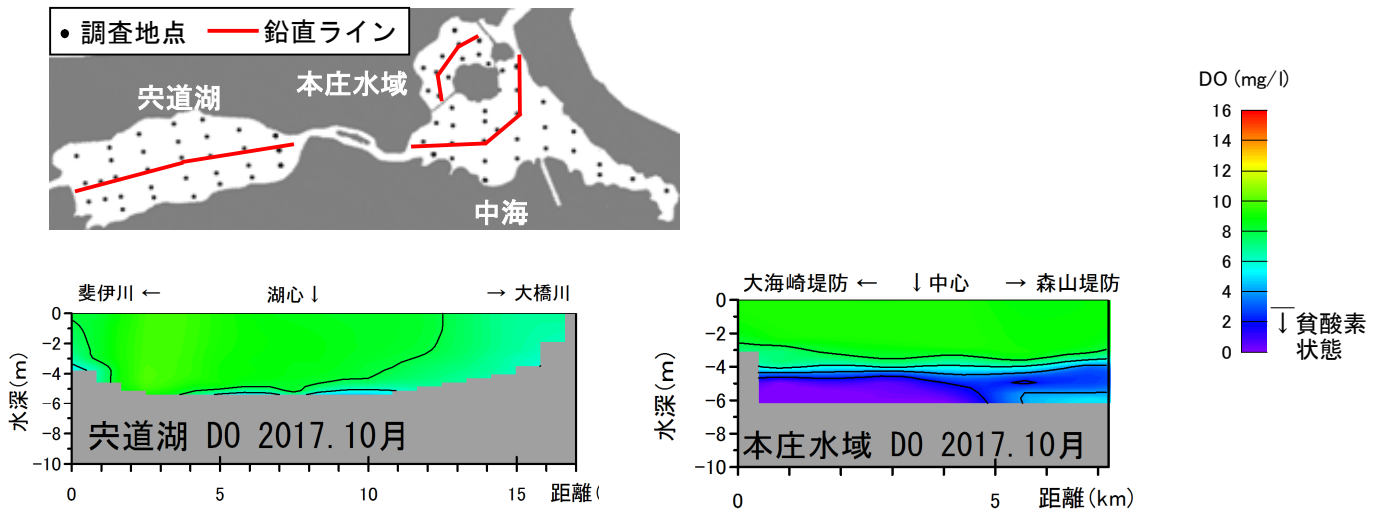 • 調査地点 鉛直ライン
宍道湖
本庄水域
中海
DO (mg/l)
16
14
12
10
8
6
4
2
0
↓貧酸素
状態
斐伊川 ←
湖心↓
→ 大橋川
水深(m)
0
-2
-4
-6
-8
-10
宍道湖 DO 2017.10月
0 5 10 15 距離(
大海崎堤防 ←
↓中心
→ 森山堤防
水深(m)
0
-2
-4
-6
-8
-10
本庄水域 DO 2017.10月
0 5 距離(km)